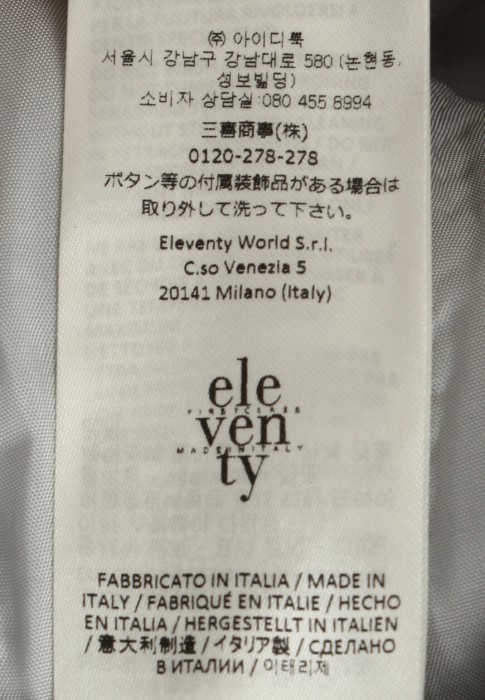 ㈜ 아이디룩
서울시 강남구 강남대로 580 (논현동,
성보빌딩)
소비자 상담실:080 455 8994
三喜商事(株)
0120-278-278
ボタン等の付属装飾品がある場合は
取り外して洗って下さい。
Eleventy World S.r.l.
C.so Venezia 5
20141 Milano (Italy)
ele
FIRSTCLASS
ven
MADEINITALY
ty
FABBRICATO IN ITALIA / MADE IN
ITALY / FABRIQUÉ EN ITALIE / HECHO
EN ITALIA / HERGESTELLT IN ITALIEN
/ 意大利制造 / イタリア製 / СДЕЛАНО
В ИТАЛИИ / 이태리제